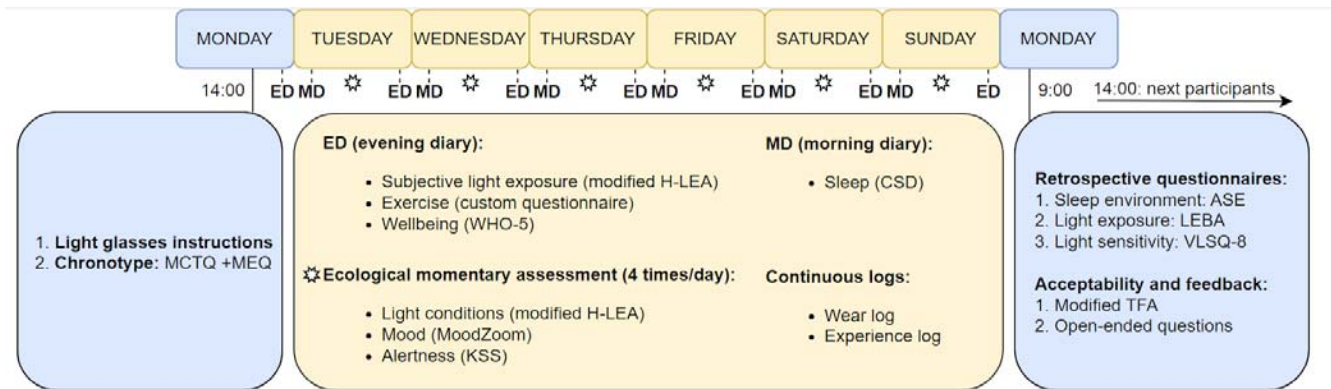 MONDAY TUESDAY WEDNESDAY THURSDAY FRIDAY SATURDAY SUNDAY MONDAY
14:00 ED MD ED MD ED MD ED MD ED MD ED MD ED 9:00 14:00: next participants
1. Light glasses instructions
2. Chronotype: MCTQ +MEQ
ED (evening diary):
• Subjective light exposure (modified H-LEA)
• Exercise (custom questionnaire)
• Wellbeing (WHO-5)
Ecological momentary assessment (4 times/day):
• Light conditions (modified H-LEA)
• Mood (MoodZoom)
• Alertness (KSS)
MD (morning diary):
• Sleep (CSD)
Continuous logs:
• Wear log
• Experience log
Retrospective questionnaires:
1. Sleep environment: ASE
2. Light exposure: LEBA
3. Light sensitivity: VLSQ-8
Acceptability and feedback:
1. Modified TFA
2. Open-ended questions